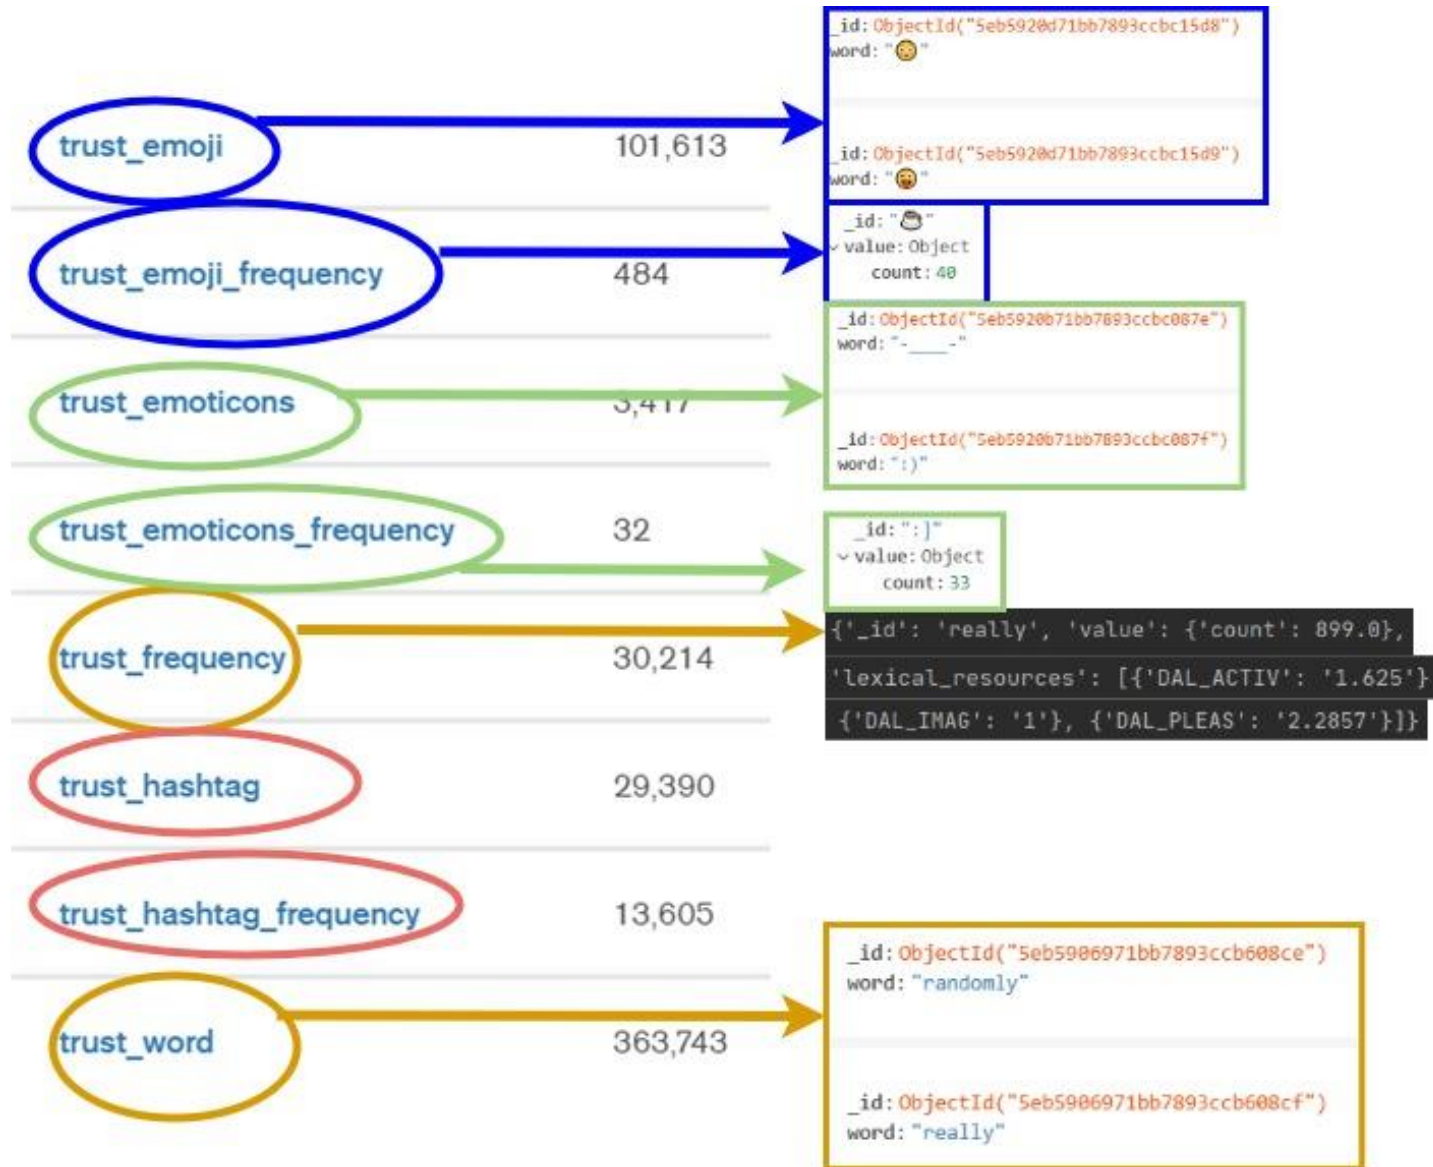 _id: ObjectId("5eb5920d71bb7893ccbc15d8")
word: "😳"
trust_emoji 101,613
_id: ObjectId("5eb5920d71bb7893ccbc15d9")
word: "😛"
_id: "☕"
value: Object
trust_emoji_frequency 484
count: 40
_id: ObjectId("5eb5920b71bb7893ccbc087e")
word: "-____-"
trust_emoticons 3,417
_id: ObjectId("5eb5920b71bb7893ccbc087f")
word: ":)"
trust_emoticons_frequency 32
_id: ":]"
value: Object
count: 33
{'_id': 'really', 'value': {'count': 899.0},
trust_frequency 30,214
'lexical_resources': [{'DAL_ACTIV': '1.625'}
{'DAL_IMAG': '1'}, {'DAL_PLEAS': '2.2857'}]}
trust_hashtag 29,390
trust_hashtag_frequency 13,605
_id: ObjectId("5eb5906971bb7893ccb608ce")
word: "randomly"
trust_word 363,743
_id: ObjectId("5eb5906971bb7893ccb608cf")
word: "really"